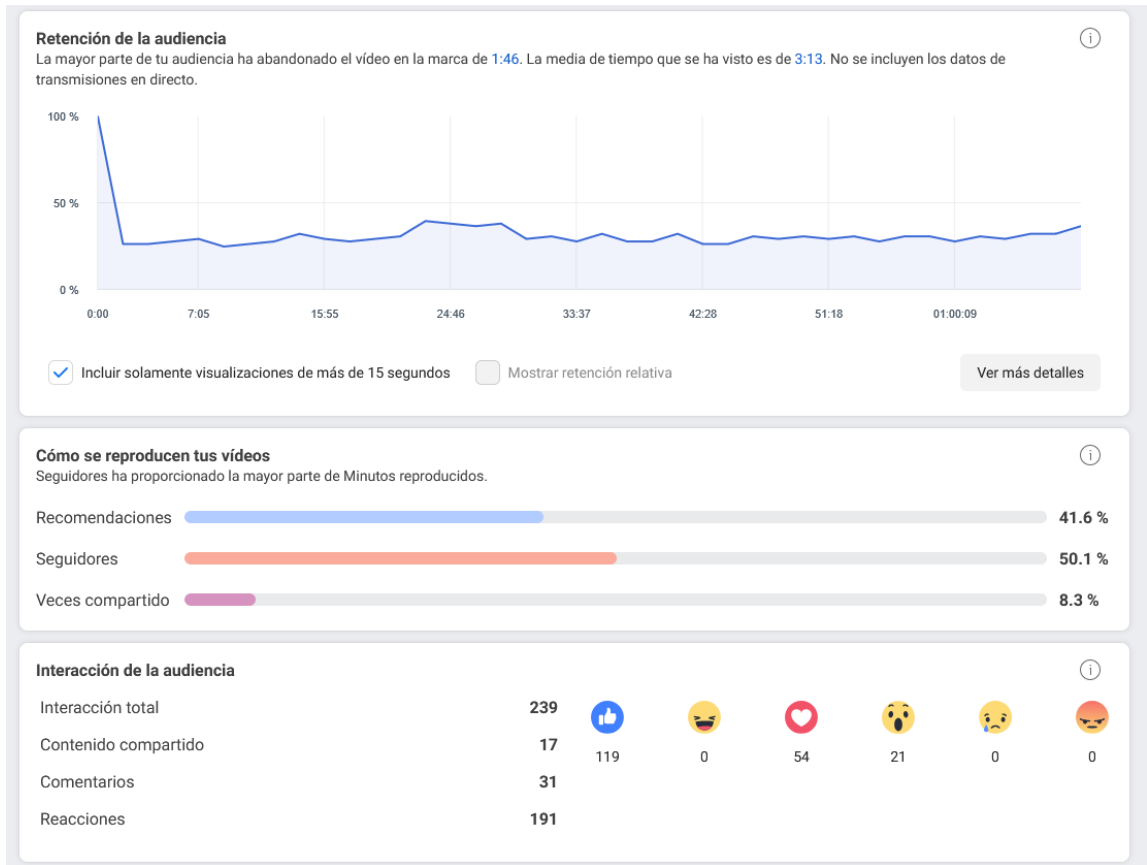 Retención de la audiencia
La mayor parte de tu audiencia ha abandonado el vídeo en la marca de 1:46. La media de tiempo que se ha visto es de 3:13. No se incluyen los datos de
transmisiones en directo.
100 %
50 %
0 %
0:00 7:05 15:55 24:46 33:37 42:28 51:18 01:00:09
Incluir solamente visualizaciones de más de 15 segundos Mostrar retención relativa Ver más detalles
Cómo se reproducen tus vídeos
Seguidores ha proporcionado la mayor parte de Minutos reproducidos.
Recomendaciones 41.6 %
Seguidores 50.1 %
Veces compartido 8.3 %
Interacción de la audiencia
Interacción total 239
Contenido compartido 17
Comentarios 31
Reacciones 191
119 0 54 21 0 0